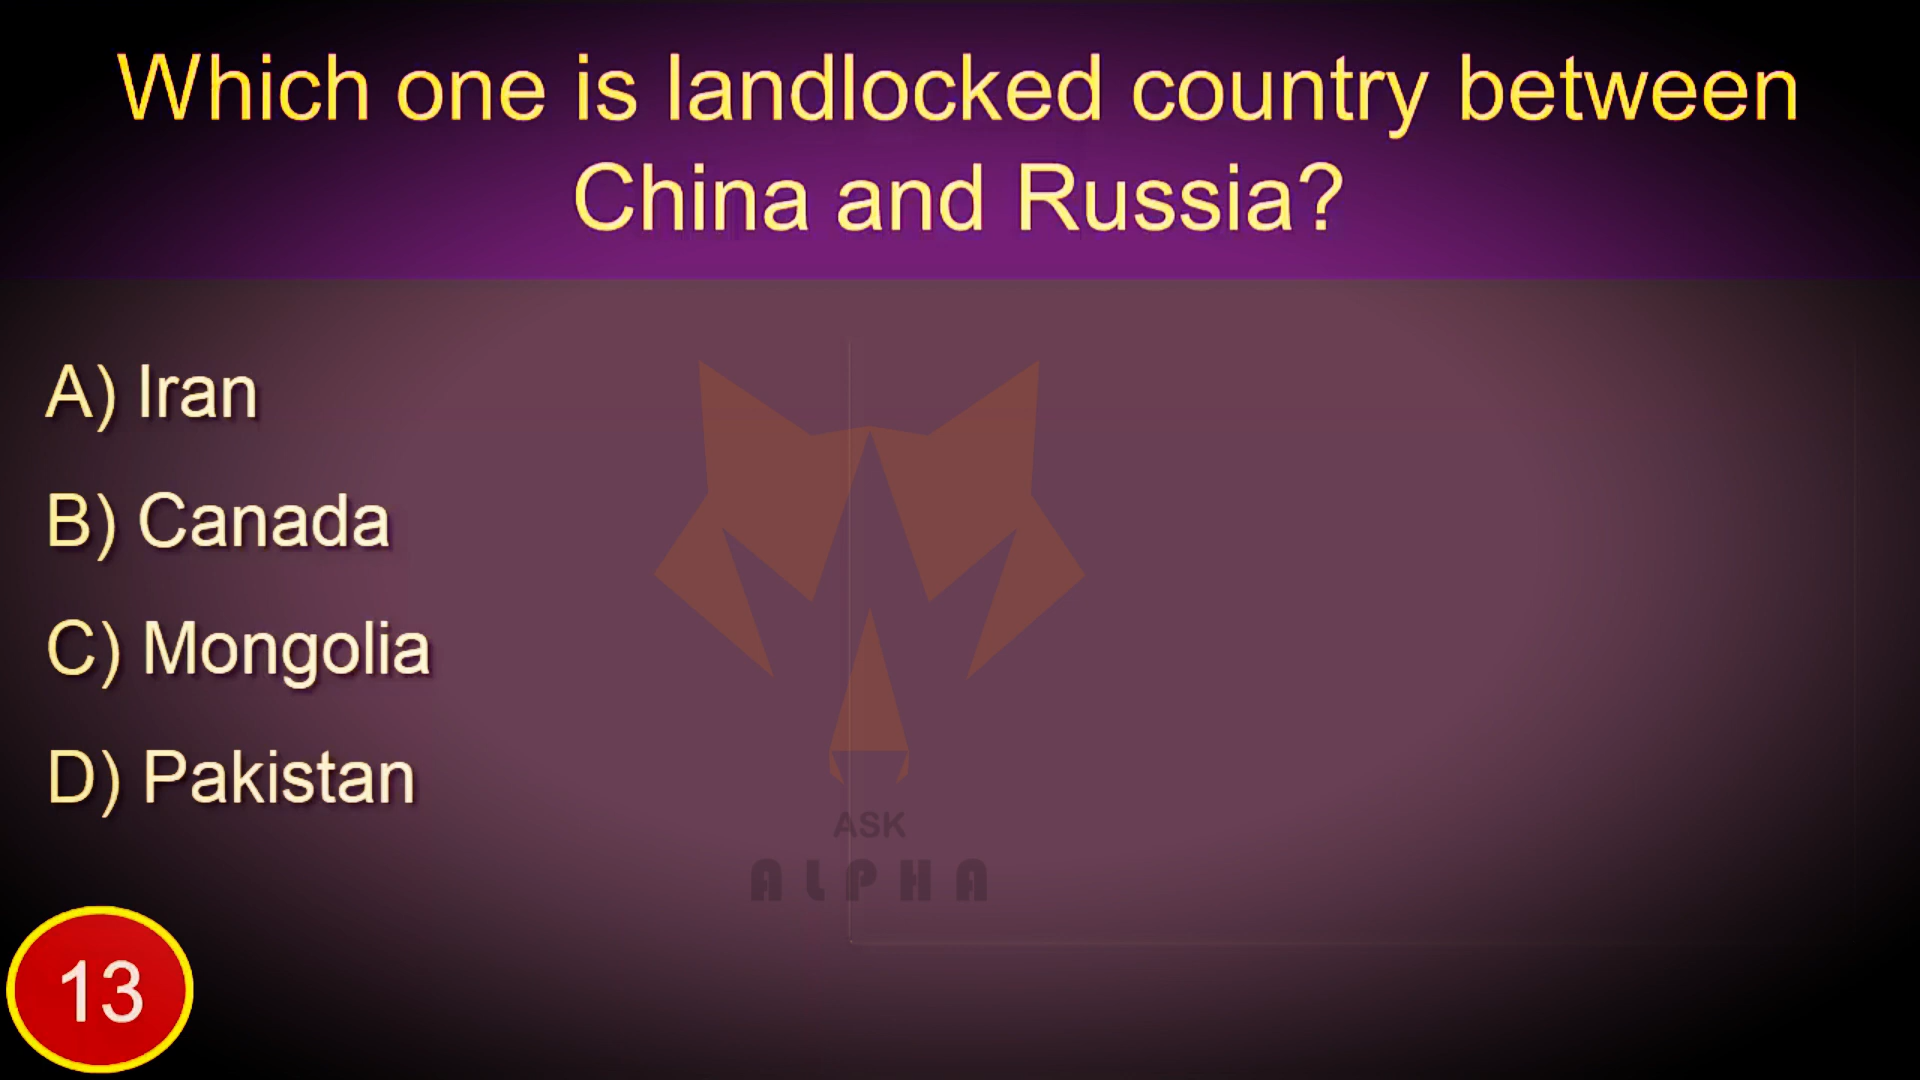 Which one is landlocked country between
China and Russia?
A) Iran
B) Canada
C) Mongolia
D) Pakistan
ASK
ALPHA
13